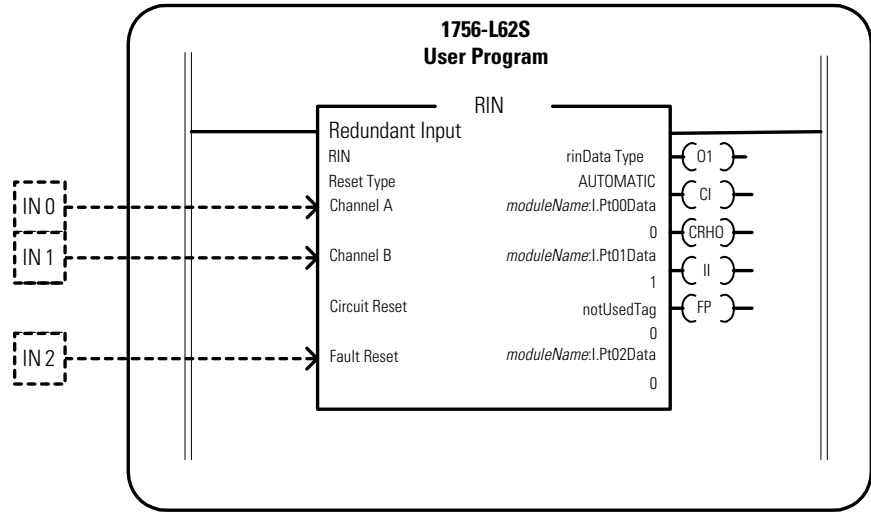 1756-L62S
User Program
RIN
Redundant Input
RIN rinData Type
Reset Type AUTOMATIC
Channel A moduleName:I.Pt00Data
0
Channel B moduleName:I.Pt01Data
1
Circuit Reset notUsedTag
0
Fault Reset moduleName:I.Pt02Data
0
IN 0
IN 1
IN 2
O1
CI
CRHO
II
FP